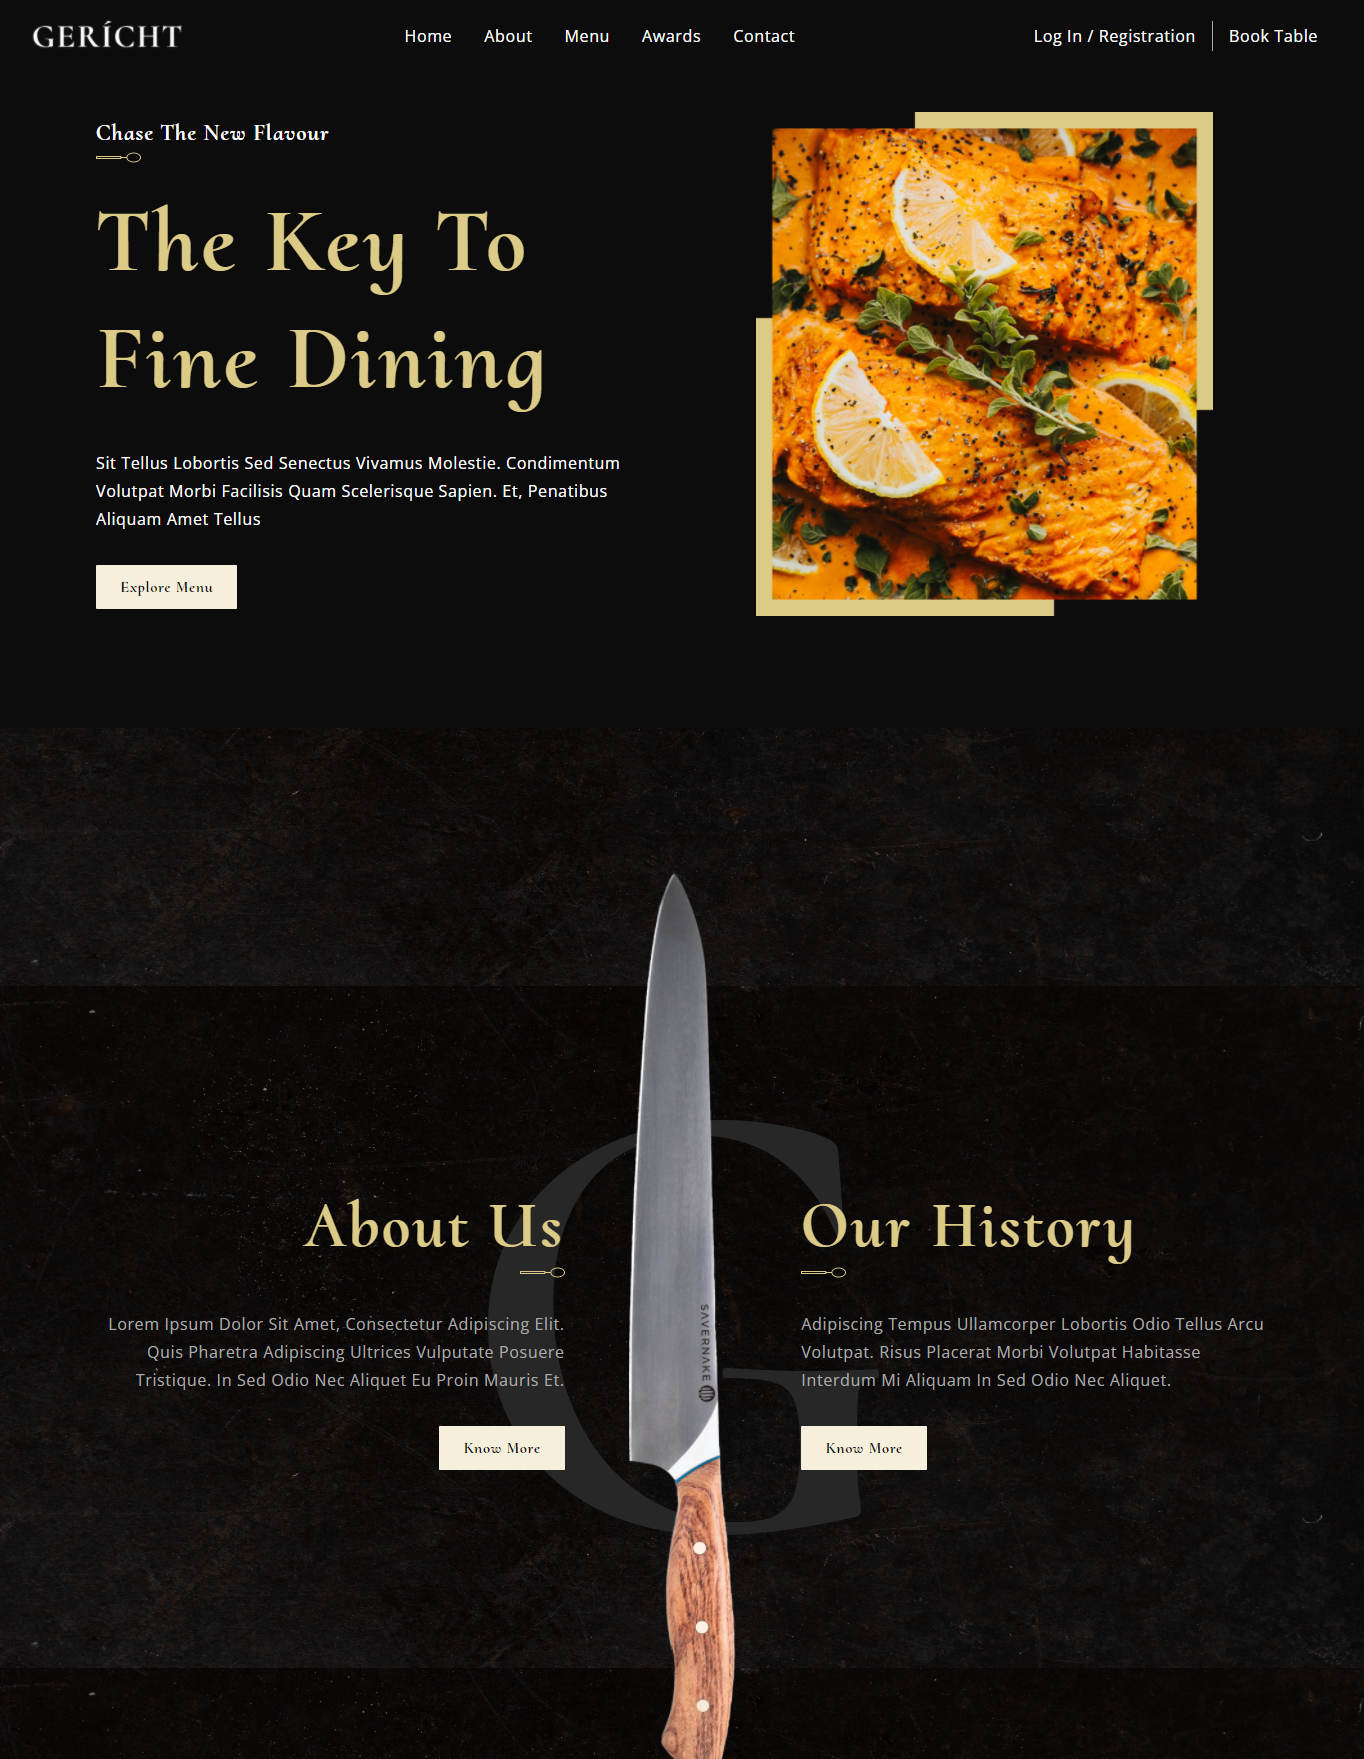 GERÍCHT
Home About Menu Awards Contact
Log In / Registration Book Table
Chase The New Flavour
The Key To
Fine Dining
Sit Tellus Lobortis Sed Senectus Vivamus Molestie. Condimentum
Volutpat Morbi Facilisis Quam Scelerisque Sapien. Et, Penatibus
Aliquam Amet Tellus
Explore Menu
G
About Us
Lorem Ipsum Dolor Sit Amet, Consectetur Adipiscing Elit.
Quis Pharetra Adipiscing Ultrices Vulputate Posuere
Tristique. In Sed Odio Nec Aliquet Eu Proin Mauris Et.
Know More
SAVERNAKE
Our History
Adipiscing Tempus Ullamcorper Lobortis Odio Tellus Arcu
Volutpat. Risus Placerat Morbi Volutpat Habitasse
Interdum Mi Aliquam In Sed Odio Nec Aliquet.
Know More